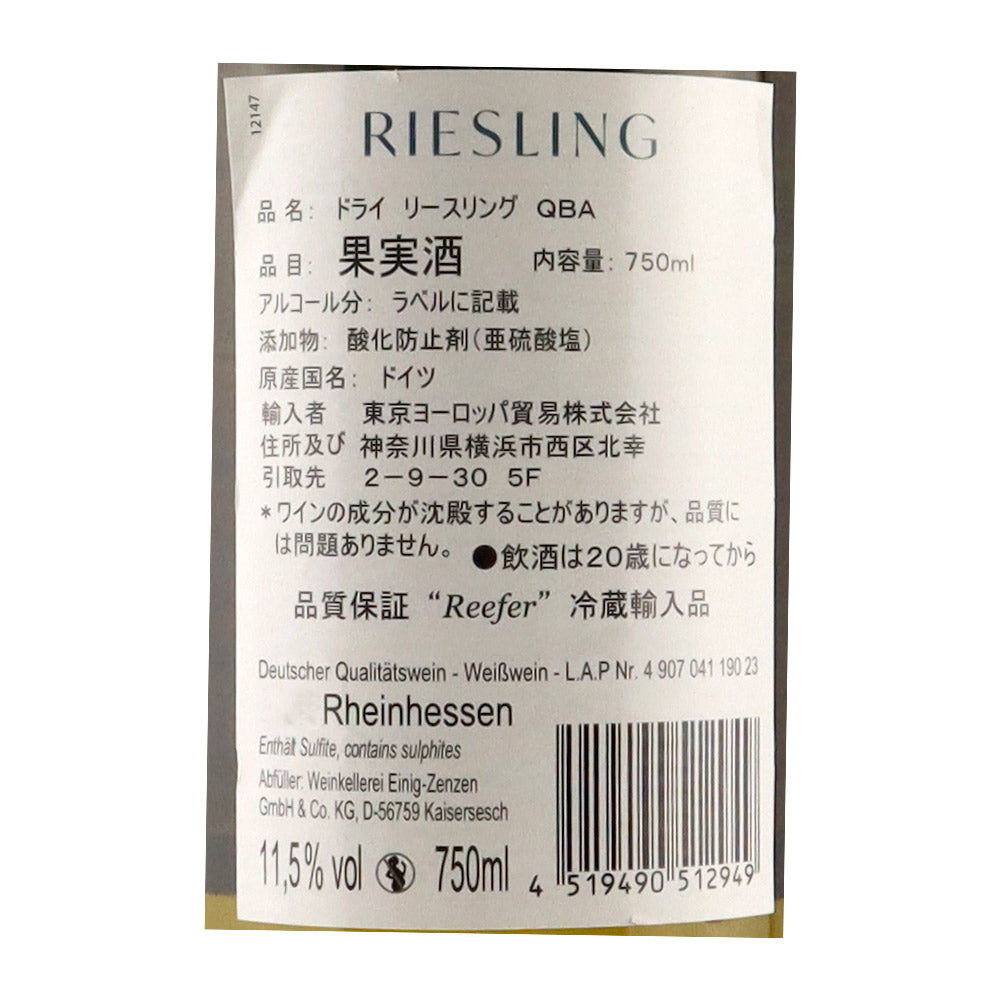 12147
RIESLING
品 名: ドライ リースリング QBA
品 目: 果実酒 内容量: 750ml
アルコール分: ラベルに記載
添加物: 酸化防止剤(亜硫酸塩)
原産国名: ドイツ
輸入者 東京ヨーロッパ貿易株式会社
住所及び 神奈川県横浜市西区北幸
引取先 2-9-30 5F
*ワインの成分が沈殿することがありますが、品質に
は問題ありません。 ●飲酒は20歳になってから
品質保証 “Reefer” 冷蔵輸入品
Deutscher Qualitätswein - Weißwein - L.A.P Nr. 4 907 041 190 23
Rheinhessen
Enthält Sulfite, contains sulphites
Abfüller: Weinkellerei Einig-Zenzen
GmbH & Co. KG, D-56759 Kaisersesch
11,5% vol 750ml
4 519490 512949